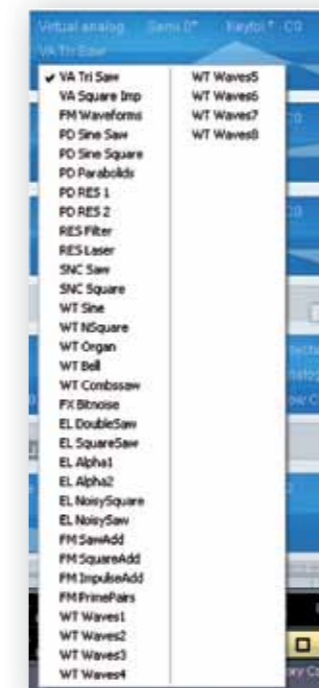 Virtual analog Semi 0* Keytrl * C0
VA Tri Saw
✔ VA Tri Saw
VA Square Imp
FM Waveforms
PD Sine Saw
PD Sine Square
PD Parabolids
PD RES 1
PD RES 2
RES Filter
RES Laser
SNC Saw
SNC Square
WT Sine
WT NSquare
WT Organ
WT Bell
WT Combssaw
FX Bitnoise
EL DoubleSaw
EL SquareSaw
EL Alpha1
EL Alpha2
EL NoisySquare
EL NoisySaw
FM SawAdd
FM SquareAdd
FM ImpulseAdd
FM PrimePairs
WT Waves1
WT Waves2
WT Waves3
WT Waves4
WT Waves5
WT Waves6
WT Waves7
WT Waves8